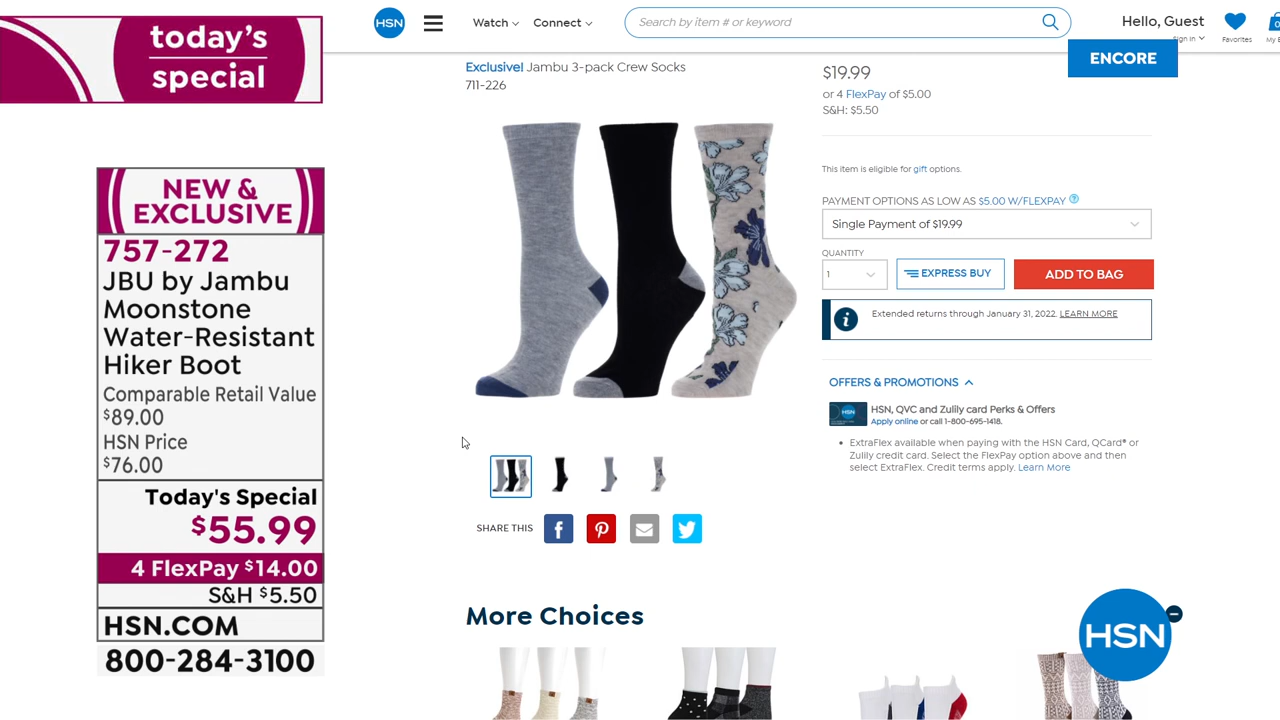 today's
special
NEW &
EXCLUSIVE
757-272
JBU by Jambu
Moonstone
Water-Resistant
Hiker Boot
Comparable Retail Value
$89.00
HSN Price
$76.00
Today's Special
$55.99
4 FlexPay $14.00
S&H $5.50
HSN.COM
800-284-3100
HSN
Watch
Connect
Search by item # or keyword
Hello, Guest
Sign In
Favorites
0
ENCORE
Exclusive! Jambu 3-pack Crew Socks
711-226
$19.99
or 4 FlexPay of $5.00
S&H: $5.50
This item is eligible for gift options.
PAYMENT OPTIONS AS LOW AS $5.00 W/FLEXPAY ?
Single Payment of $19.99
QUANTITY
1
EXPRESS BUY
ADD TO BAG
i
Extended returns through January 31, 2022. LEARN MORE
OFFERS & PROMOTIONS
HSN
HSN, QVC and Zulily card Perks & Offers
Apply online or call 1-800-695-1418.
• ExtraFlex available when paying with the HSN Card, QCard® or
Zulily credit card. Select the FlexPay option above and then
select ExtraFlex. Credit terms apply. Learn More
SHARE THIS
More Choices
HSN